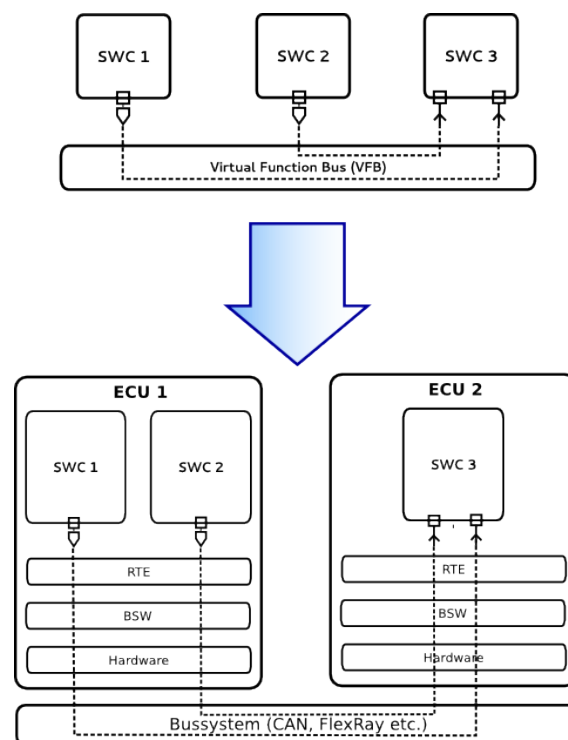 SWC 1
SWC 2
SWC 3
Virtual Function Bus (VFB)
ECU 1
ECU 2
SWC 1
SWC 2
SWC 3
RTE
RTE
BSW
BSW
Hardware
Hardware
Bussystem (CAN, FlexRay etc.)